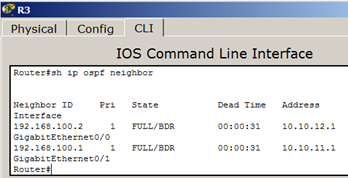 R3
Physical Config CLI
IOS Command Line Interface
Router#sh ip ospf neighbor
Neighbor ID Pri State Dead Time Address
Interface
192.168.100.2 1 FULL/BDR 00:00:31 10.10.12.1
GigabitEthernet0/0
192.168.100.1 1 FULL/BDR 00:00:31 10.10.11.1
GigabitEthernet0/1
Router#